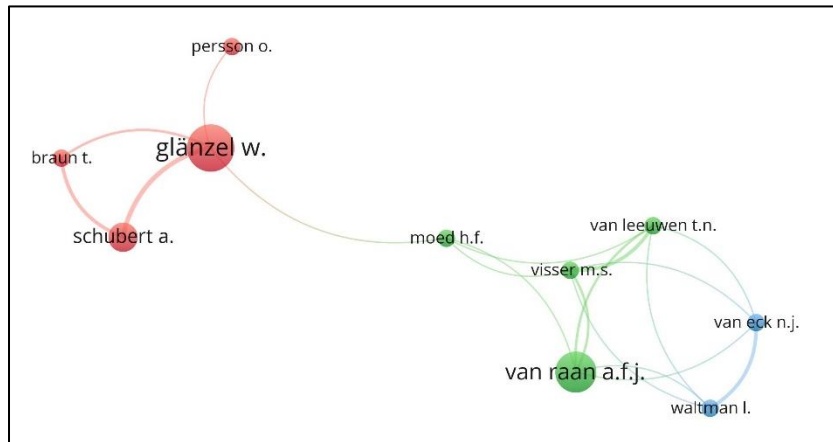 persson o.
glänzel w.
braun t.
schubert a.
moed h.f.
van leeuwen t.n.
visser m.s.
van eck n.j.
van raan a.f.j.
waltman l.